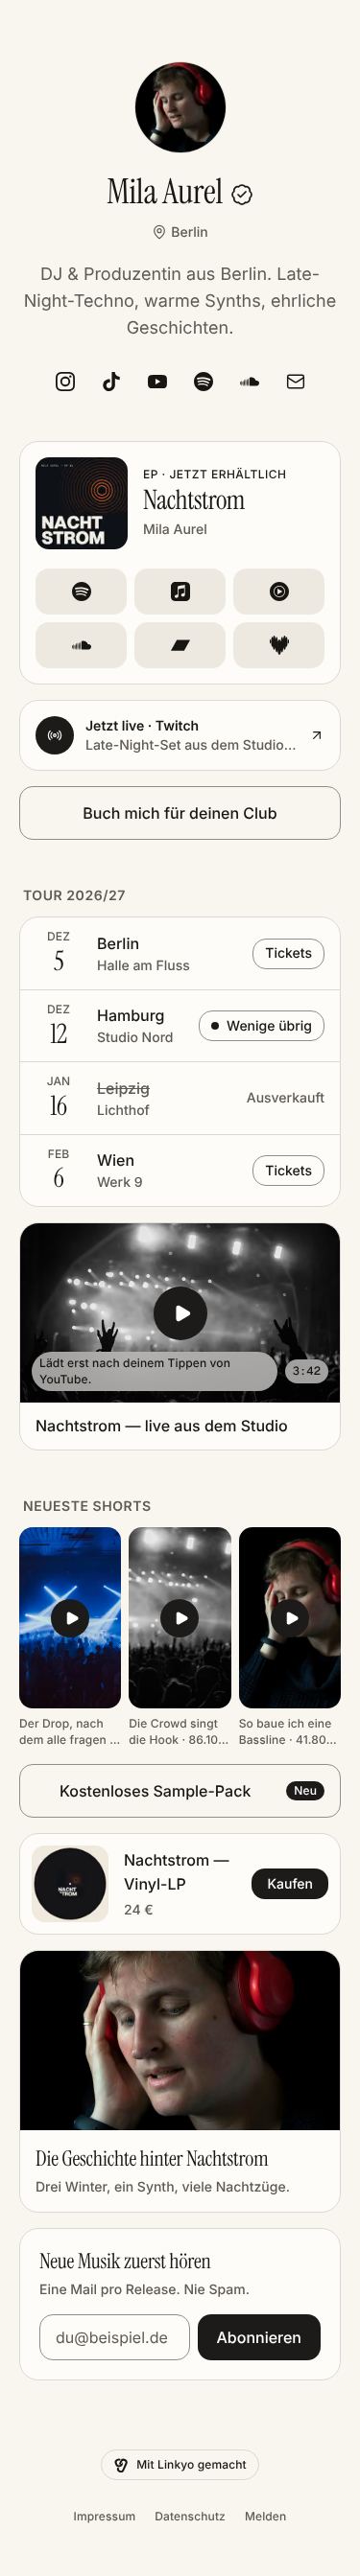 Mila Aurel
Berlin
DJ & Produzentin aus Berlin. Late-
Night-Techno, warme Synths, ehrliche
Geschichten.
EP · JETZT ERHÄLTLICH
Nachtstrom
Mila Aurel
NACHT
STROM
Jetzt live · Twitch
Late-Night-Set aus dem Studio…
Buch mich für deinen Club
TOUR 2026/27
DEZ
5
Berlin
Halle am Fluss
Tickets
DEZ
12
Hamburg
Studio Nord
Wenige übrig
JAN
16
Leipzig
Lichthof
Ausverkauft
FEB
6
Wien
Werk 9
Tickets
Lädt erst nach deinem Tippen von
YouTube.
3:42
Nachtstrom — live aus dem Studio
NEUESTE SHORTS
Der Drop, nach
dem alle fragen …
Die Crowd singt
die Hook · 86.10…
So baue ich eine
Bassline · 41.80…
Kostenloses Sample-Pack
Neu
NACHT
STROM
Nachtstrom —
Vinyl-LP
24 €
Kaufen
Die Geschichte hinter Nachtstrom
Drei Winter, ein Synth, viele Nachtzüge.
Neue Musik zuerst hören
Eine Mail pro Release. Nie Spam.
du@beispiel.de
Abonnieren
Mit Linkyo gemacht
Impressum
Datenschutz
Melden